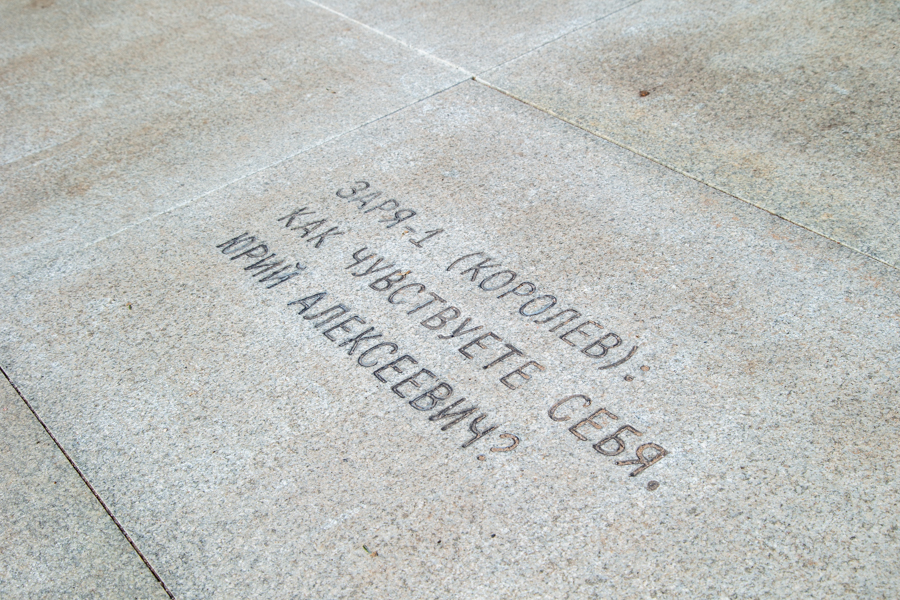 ЗАРЯ-1 (КОРОЛЕВ):
КАК ЧУВСТВУЕТЕ СЕБЯ.
ЮРИЙ АЛЕКСЕЕВИЧ?